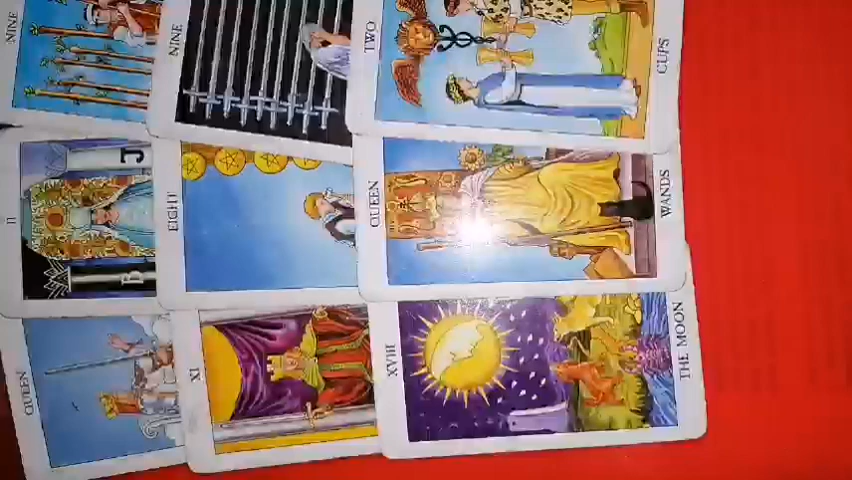 NINE
NINE
TWO
CUPS
II
J
B
EIGHT
QUEEN
WANDS
QUEEN
XI
XVIII
THE MOON